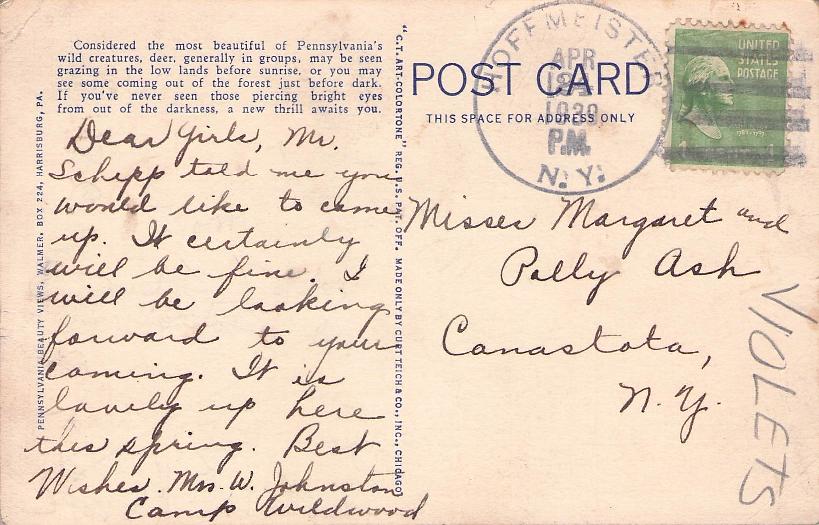 Considered the most beautiful of Pennsylvania's
wild creatures, deer, generally in groups, may be seen
grazing in the low lands before sunrise, or you may
see some coming out of the forest just before dark.
If you've never seen those piercing bright eyes
from out of the darkness, a new thrill awaits you.
Dear Girls, Mr.
Schepp told me you
would like to come
up. It certainly
will be fine. I
will be looking
forward to your
coming. It is
lovely up here
this spring. Best
Wishes. Mrs. W. Johnston
Camp Wildwood
PENNSYLVANIA BEAUTY VIEWS, WALMER, BOX 224, HARRISBURG, PA.
"C.T. ART-COLORTONE" REG. U.S. PAT. OFF. MADE ONLY BY CURT TEICH & CO., INC., CHICAGO
POST CARD
THIS SPACE FOR ADDRESS ONLY
HOFFMEISTER
APR
P.M.
N.Y.
UNITED
STATES
POSTAGE
1
Misses Margaret and
Polly Ash
Canastota,
N.Y.
VIOLETS